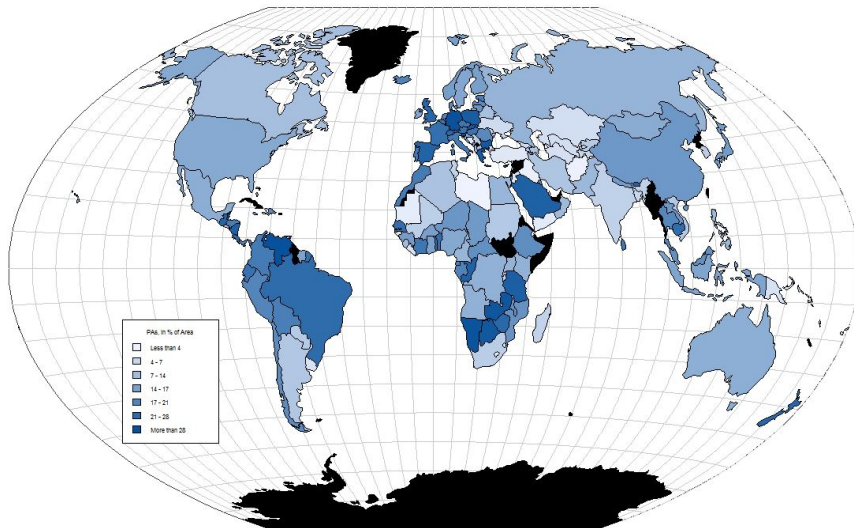 PAs, in % of Area
Less than 4
4 - 7
7 - 14
14 - 17
17 - 21
21 - 28
More than 28